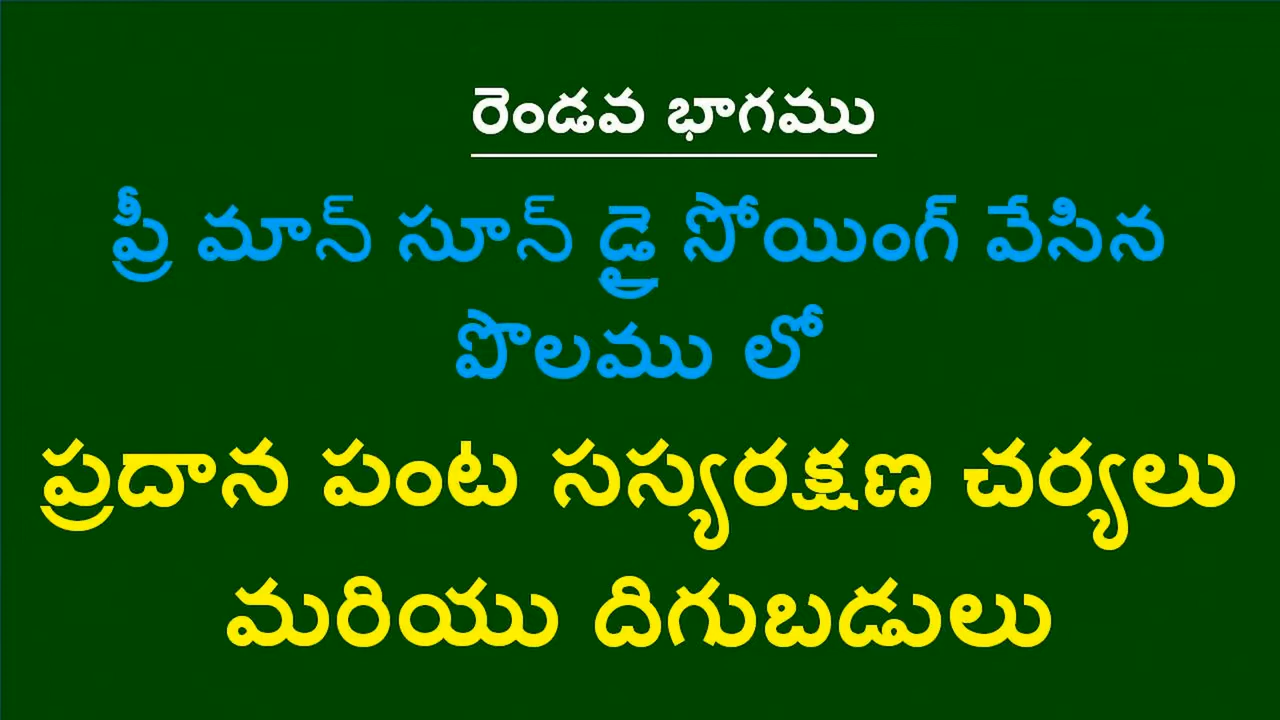 రెండవ భాగము
ప్రీ మాన్ సూన్ డ్రై సోయింగ్ వేసిన
పొలము లో
ప్రదాన పంట సస్యరక్షణ చర్యలు
మరియు దిగుబడులు